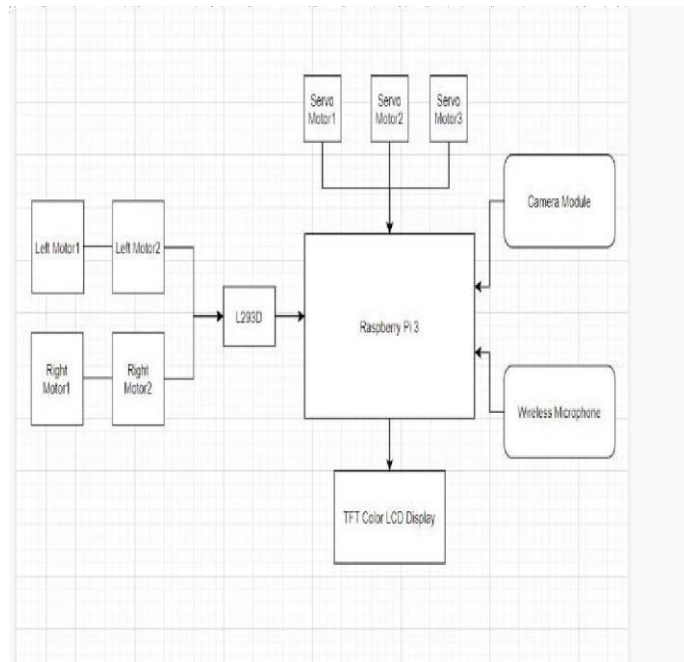 Servo
Motor1
Servo
Motor2
Servo
Motor3
Camera Module
Left Motor1
Left Motor2
L293D
Raspberry Pi 3
Right
Motor1
Right
Motor2
Wireless Microphone
TFT Color LCD Display